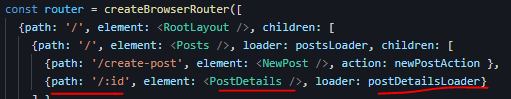 const router = createBrowserRouter([
{path: '/', element: <RootLayout />, children: [
{path: '/', element: <Posts />, loader: postsLoader, children: [
{path: '/create-post', element: <NewPost />, action: newPostAction },
{path: '/:id', element: <PostDetails />, loader: postDetailsLoader}